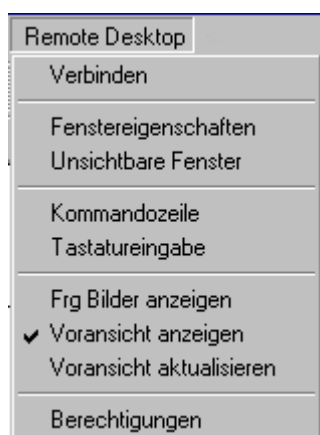 Remote Desktop
Verbinden
Fenstereigenschaften
Unsichtbare Fenster
Kommandozeile
Tastatureingabe
Frg Bilder anzeigen
Voransicht anzeigen
Voransicht aktualisieren
Berechtigungen